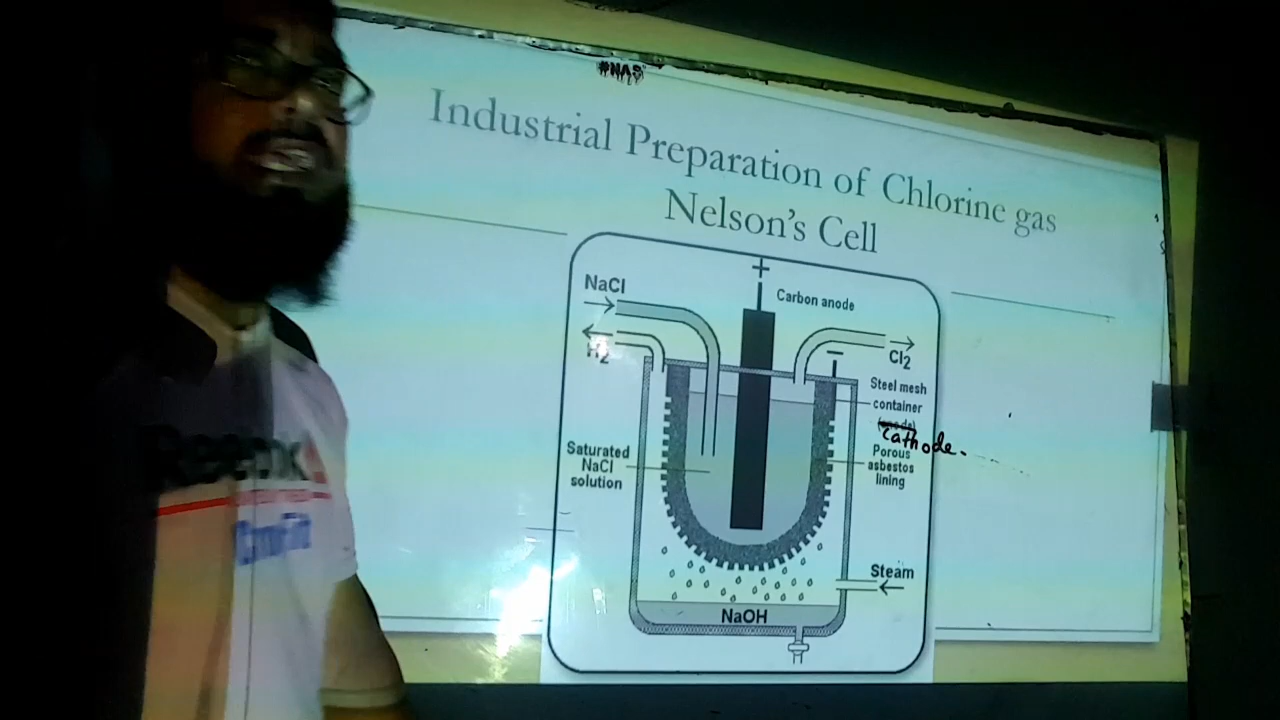 #NAS
Industrial Preparation of Chlorine gas
Nelson's Cell
+
NaCl
Carbon anode
H2
Cl2
−
Steel mesh
container
Cathode.
Saturated
NaCl
solution
Porous
asbestos
lining
Steam
NaOH
CrossFit